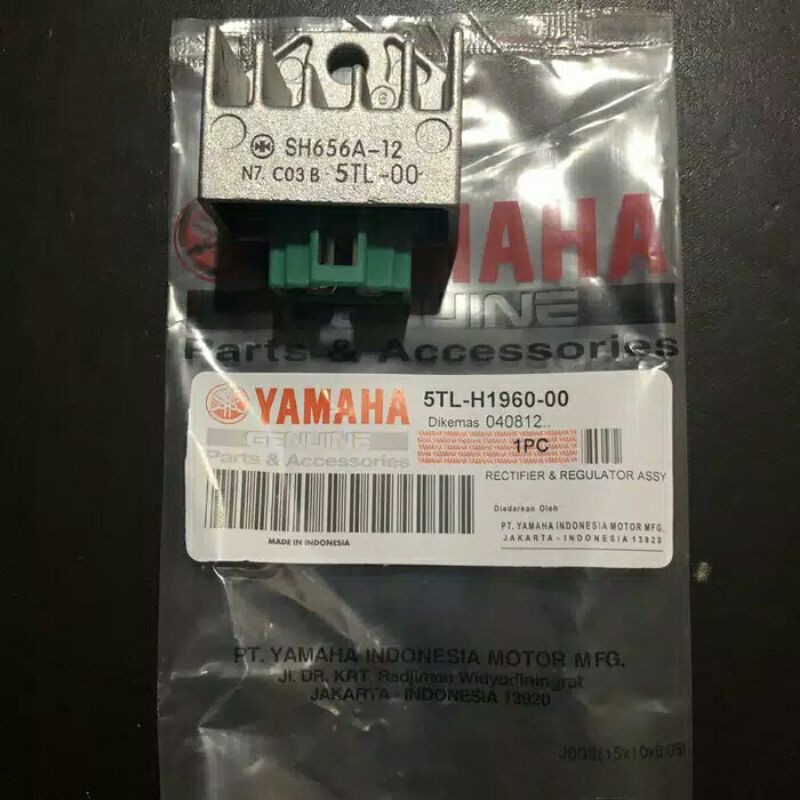 SH656A-12
N7. C03 B 5TL-00
YAMAHA
GENUINE
Parts & Accessories
YAMAHA
GENUINE
Parts & Accessories
5TL-H1960-00
Dikemas 040812..
1PC
RECTIFIER & REGULATOR ASSY
Diedarkan Oleh
PT. YAMAHA INDONESIA MOTOR MFG.
JAKARTA - INDONESIA 13920
MADE IN INDONESIA
PT. YAMAHA INDONESIA MOTOR MFG.
Jl. DR. KRT. Radjiman Widyodiningrat
JAKARTA - INDONESIA 13920